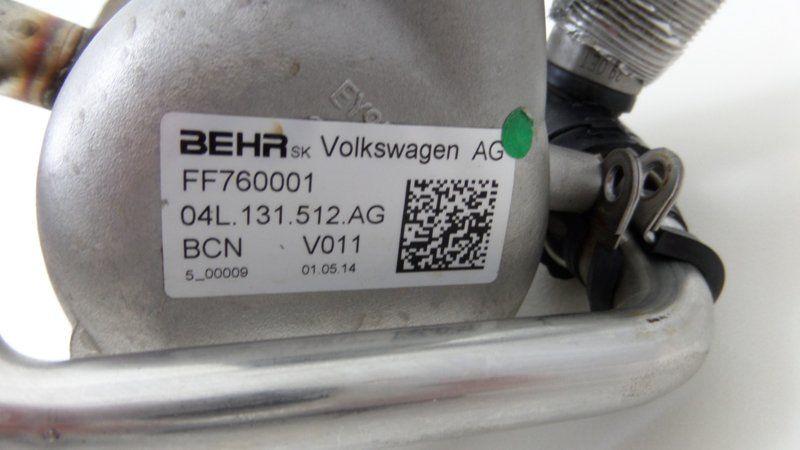 BEHR SK Volkswagen AG
FF760001
04L.131.512.AG
BCN V011
5_00009 01.05.14